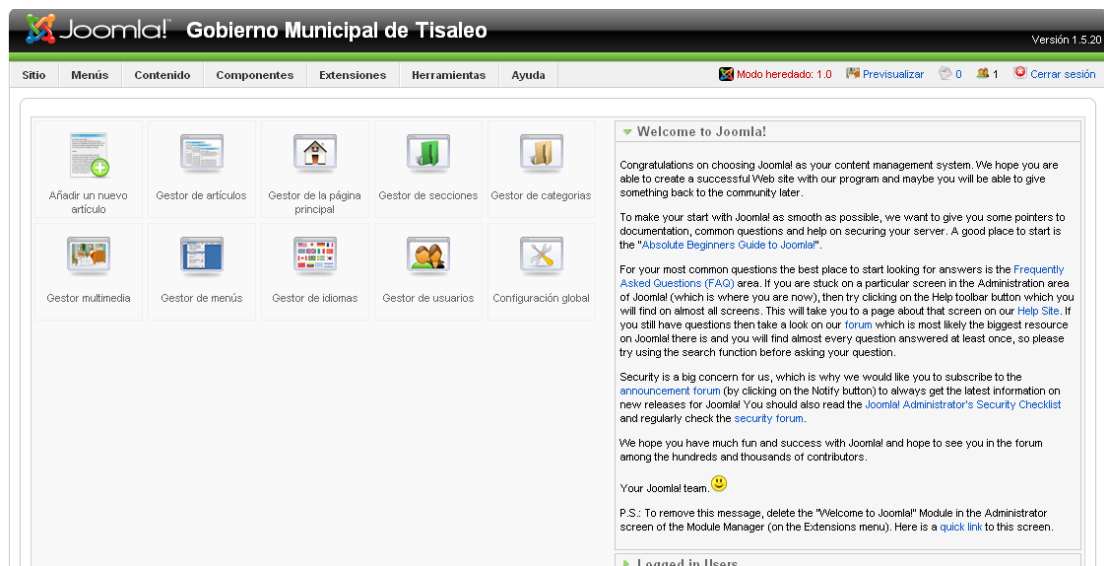 Joomla!™ Gobierno Municipal de Tisaleo
Versión 1.5.20
Sitio Menús Contenido Componentes Extensiones Herramientas Ayuda
Modo heredado: 1.0 Previsualizar 0 1 Cerrar sesión
Añadir un nuevo
artículo
Gestor de artículos
Gestor de la página
principal
Gestor de secciones
Gestor de categorias
Gestor multimedia
Gestor de menús
Gestor de idiomas
Gestor de usuarios
Configuración global
Welcome to Joomla!
Congratulations on choosing Joomla! as your content management system. We hope you are
able to create a successful Web site with our program and maybe you will be able to give
something back to the community later.
To make your start with Joomla! as smooth as possible, we want to give you some pointers to
documentation, common questions and help on securing your server. A good place to start is
the "Absolute Beginners Guide to Joomla!".
For your most common questions the best place to start looking for answers is the Frequently
Asked Questions (FAQ) area. If you are stuck on a particular screen in the Administration area
of Joomla! (which is where you are now), then try clicking on the Help toolbar button which you
will find on almost all screens. This will take you to a page about that screen on our Help Site. If
you still have questions then take a look on our forum which is most likely the biggest resource
on Joomla! there is and you will find almost every question answered at least once, so please
try using the search function before asking your question.
Security is a big concern for us, which is why we would like you to subscribe to the
announcement forum (by clicking on the Notify button) to always get the latest information on
new releases for Joomla! You should also read the Joomla! Administrator's Security Checklist
and regularly check the security forum.
We hope you have much fun and success with Joomla! and hope to see you in the forum
among the hundreds and thousands of contributors.
Your Joomla! team.
P.S.: To remove this message, delete the "Welcome to Joomla!" Module in the Administrator
screen of the Module Manager (on the Extensions menu). Here is a quick link to this screen.
Logged in Users